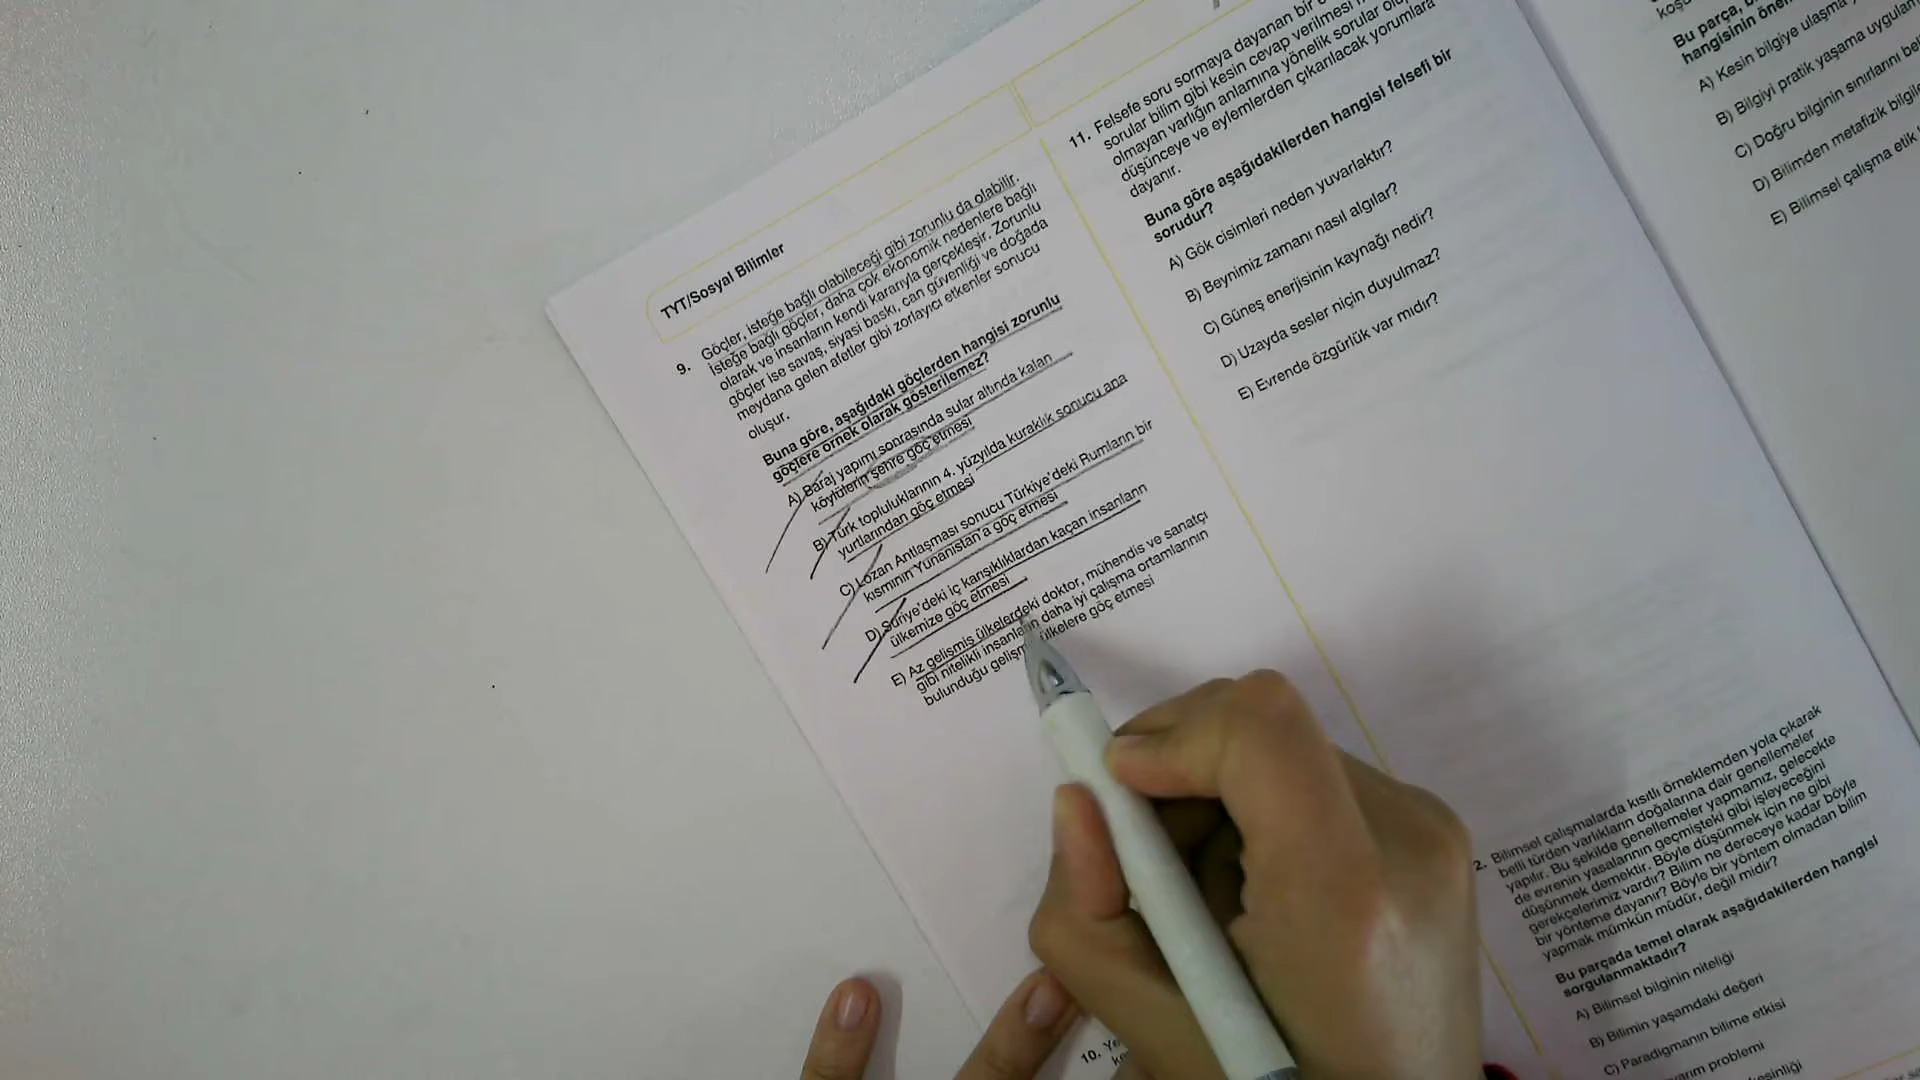 TYT/Sosyal Bilimler
9. Göçler, isteğe bağlı olabileceği gibi zorunlu da olabilir.
İsteğe bağlı göçler, daha çok ekonomik nedenlere bağlı
olarak ve insanların kendi kararıyla gerçekleşir. Zorunlu
göçler ise savaş, siyasi baskı, can güvenliği ve doğada
meydana gelen afetler gibi zorlayıcı etkenler sonucu
oluşur.
Buna göre, aşağıdaki göçlerden hangisi zorunlu
göçlere örnek olarak gösterilemez?
A) Baraj yapımı sonrasında sular altında kalan
köylülerin şehre göç etmesi
B) Türk topluluklarının 4. yüzyılda kuraklık sonucu ana
yurtlarından göç etmesi
C) Lozan Antlaşması sonucu Türkiye'deki Rumların bir
kısmının Yunanistan'a göç etmesi
D) Suriye'deki iç karışıklıklardan kaçan insanların
ülkemize göç etmesi
E) Az gelişmiş ülkelerdeki doktor, mühendis ve sanatçı
gibi nitelikli insanların daha iyi çalışma ortamlarının
bulunduğu ülkelere göç etmesi
10.
11. Felsefe soru sormaya dayanan bir
sorular bilim gibi kesin cevap verilmesi
olmayan varlığın anlamına yönelik sorular
düşünceye ve eylemlerden çıkarılacak yorumlara
dayanır.
Buna göre aşağıdakilerden hangisi felsefi bir
sorudur?
A) Gök cisimleri neden yuvarlaktır?
B) Beynimiz zamanı nasıl algılar?
C) Güneş enerjisinin kaynağı nedir?
D) Uzayda sesler niçin duyulmaz?
E) Evrende özgürlük var mıdır?
2. Bilimsel çalışmalarda kısıtlı örneklemden yola çıkarak
belli türden varlıkların doğalarına dair genellemeler
yapılır. Bu şekilde genellemeler yapmamız, gelecekte
de evrenin yasalarının geçmişteki gibi işleyeceğini
düşünmek demektir. Böyle düşünmek için ne gibi
gerekçelerimiz vardır? Bilim ne dereceye kadar böyle
bir yönteme dayanır? Böyle bir yöntem olmadan bilim
yapmak mümkün müdür, değil midir?
Bu parçada temel olarak aşağıdakilerden hangisi
sorgulanmaktadır?
A) Bilimsel bilginin niteliği
B) Bilimin yaşamdaki değeri
C) Paradigmanın bilime etkisi
problemi
Bu parça,
hangisinin
A) Kesin bilgiye ulaşma
B) Bilgiyi pratik yaşama
C) Doğru bilginin sınırlarını
D) Bilimden metafizik
E) Bilimsel çalışma etik